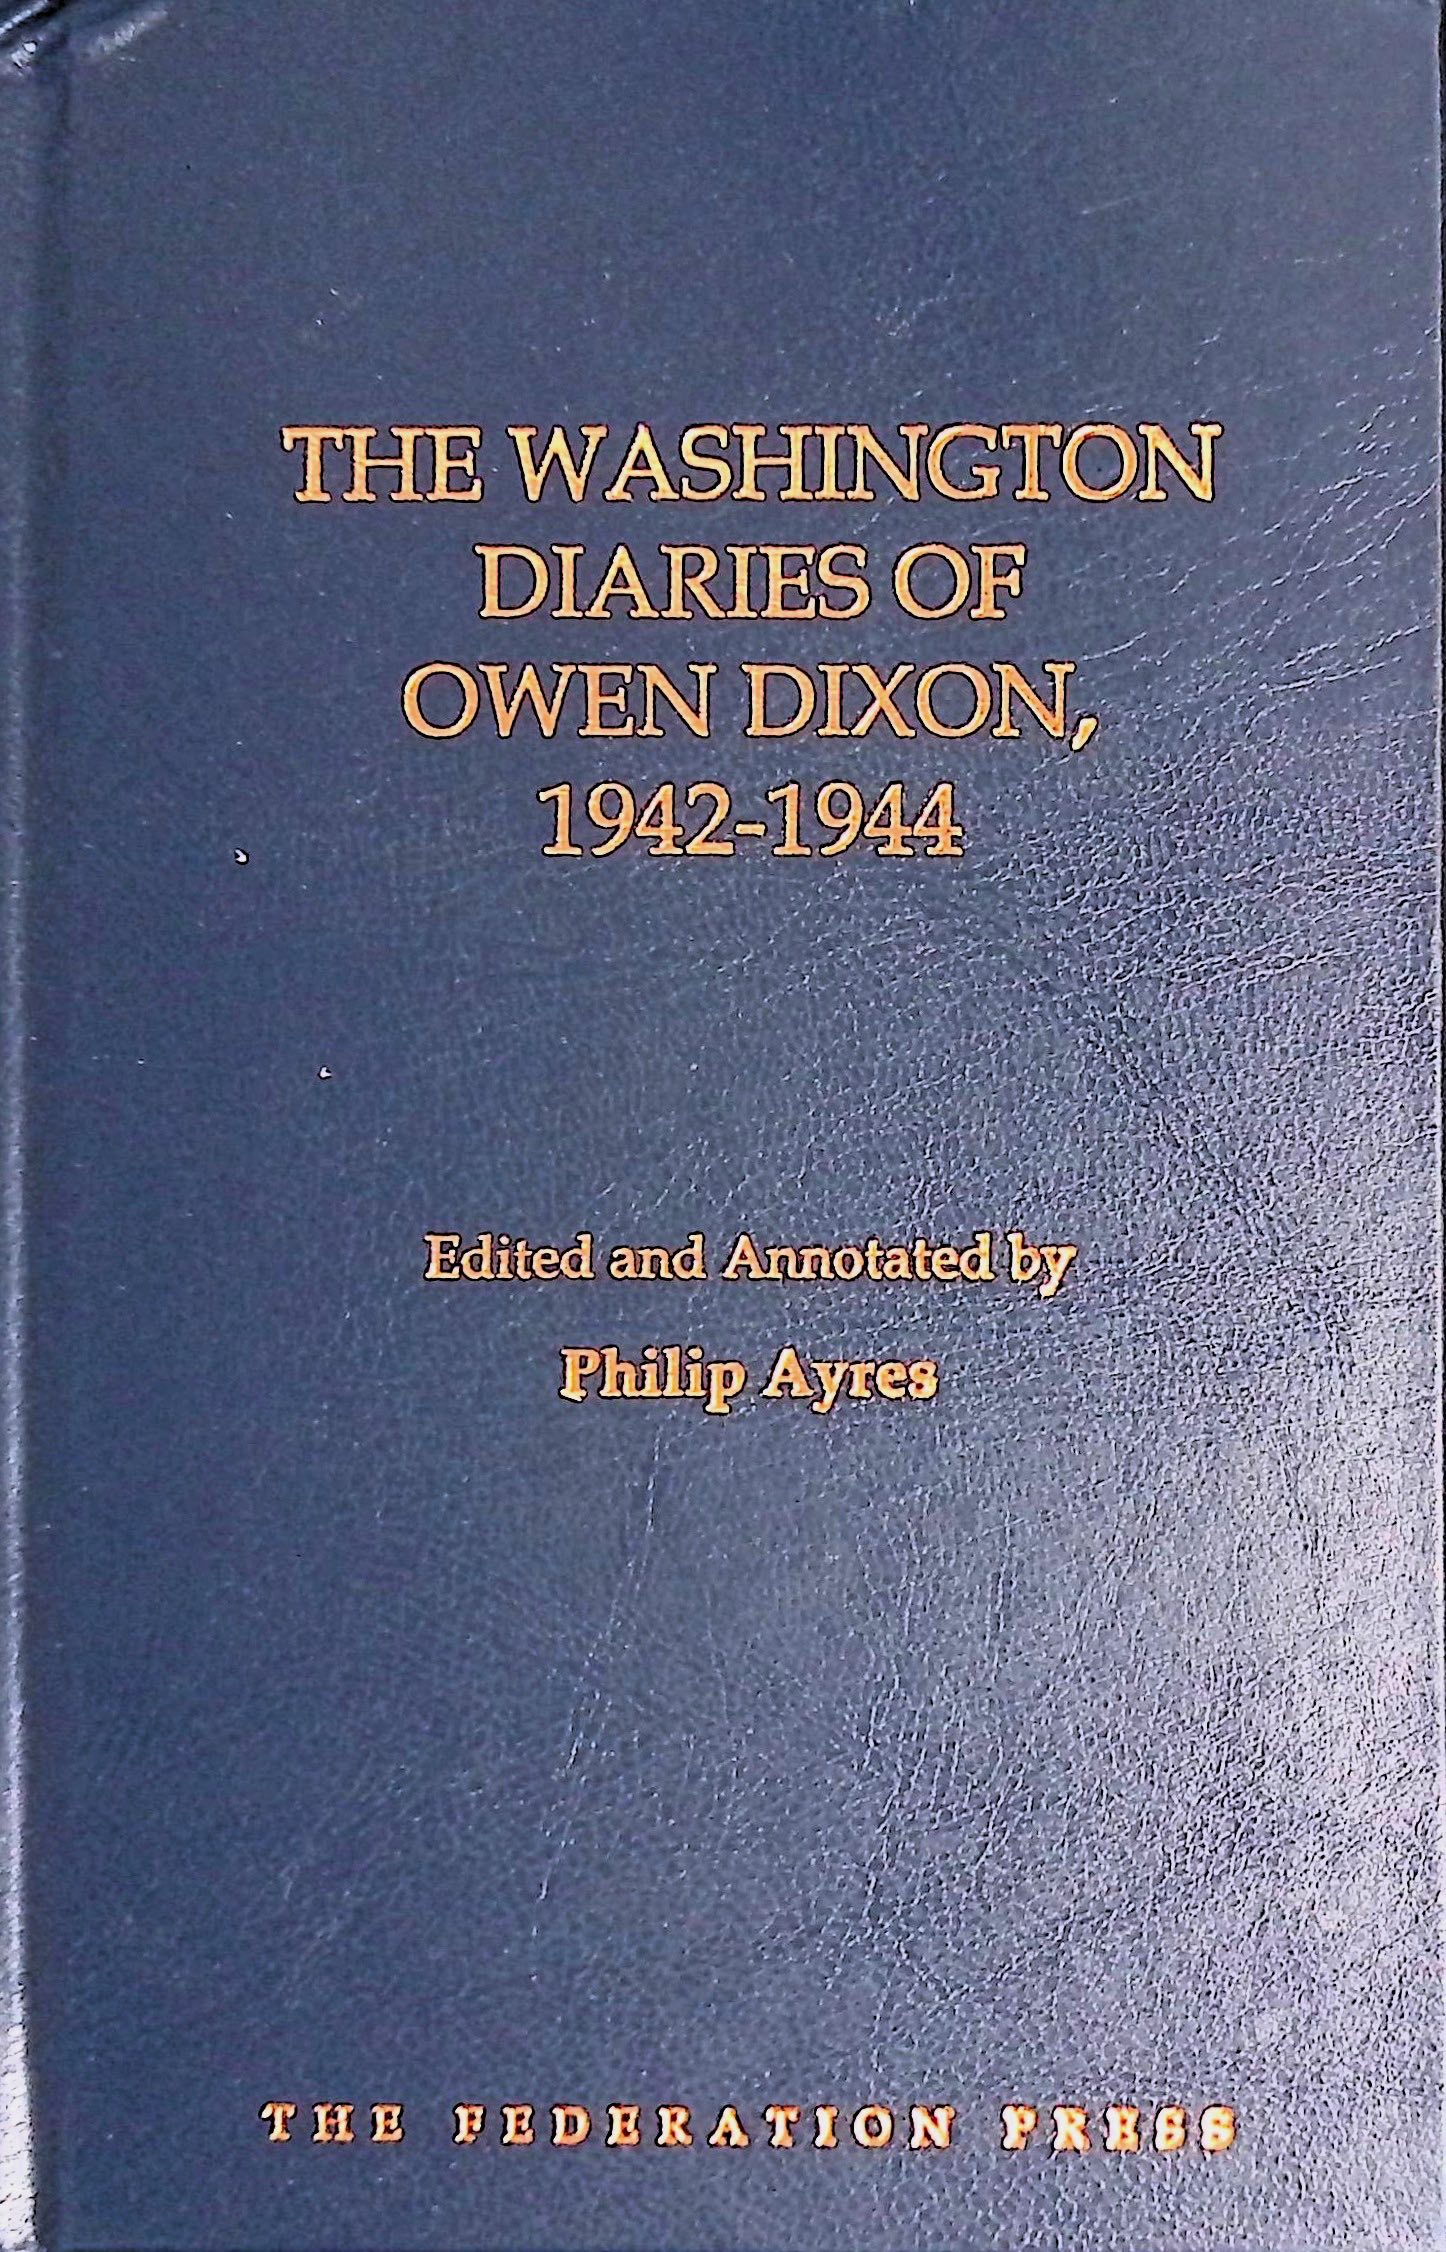 THE WASHINGTON
DIARIES OF
OWEN DIXON,
1942-1944
Edited and Annotated by
Philip Ayres
THE FEDERATION PRESS